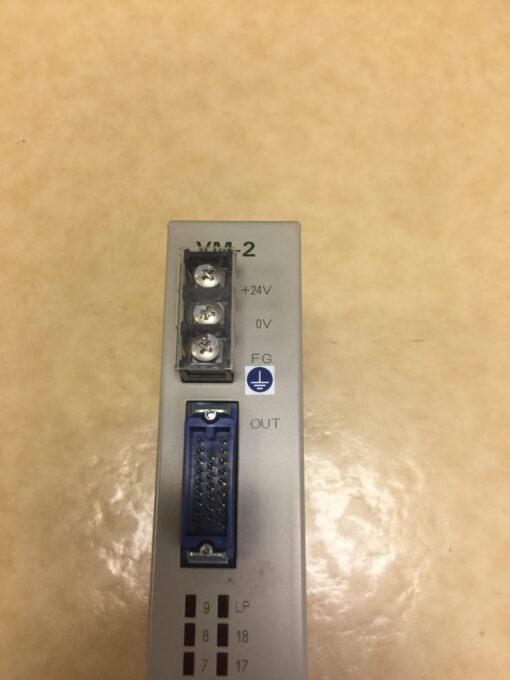 VM-2
+24V
0V
FG
OUT
9 LP
8 18
7 17